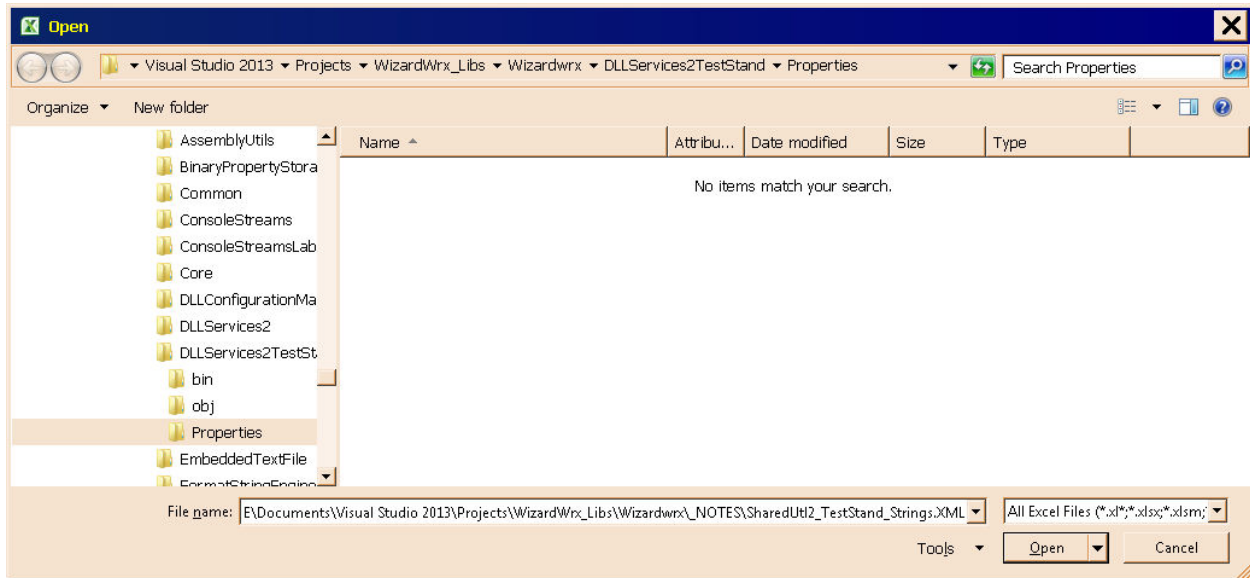 Open
Visual Studio 2013 Projects WizardWrx_Libs Wizardwrx DLLServices2TestStand Properties Search Properties
Organize New folder
AssemblyUtils
Name Attribu... Date modified Size Type
BinaryPropertyStora
No items match your search.
Common
ConsoleStreams
ConsoleStreamsLab
Core
DLLConfigurationMa
DLLServices2
DLLServices2TestSt
bin
obj
Properties
EmbeddedTextFile
FormatStringEngine
File name: E\Documents\Visual Studio 2013\Projects\WizardWrx_Libs\Wizardwrx\_NOTES\SharedUtl2_TestStand_Strings.XML All Excel Files (*.xl*;*.xlsx;*.xlsm;
Tools Open Cancel